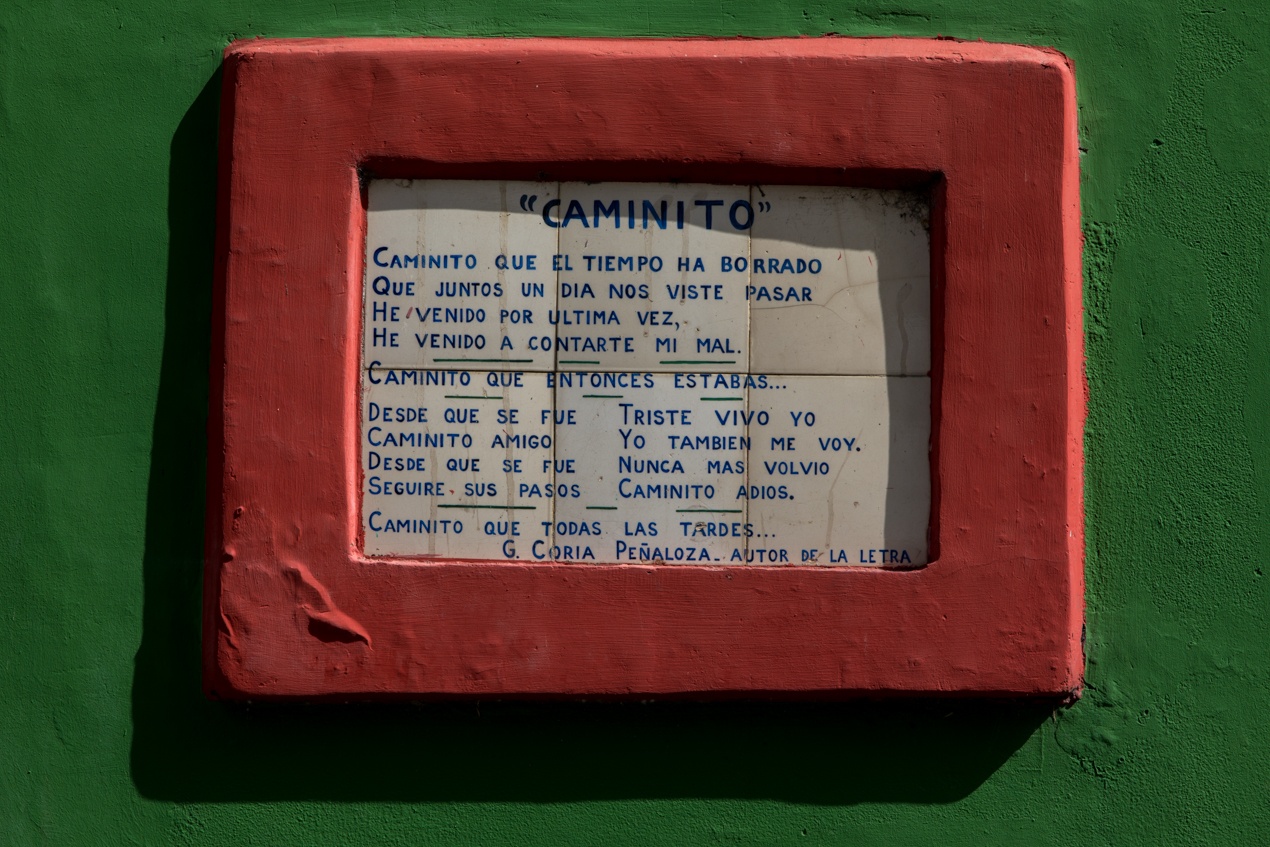 "CAMINITO"
CAMINITO QUE EL TIEMPO HA BORRADO
QUE JUNTOS UN DIA NOS VISTE PASAR
HE VENIDO POR ULTIMA VEZ,
HE VENIDO A CONTARTE MI MAL.
CAMINITO QUE ENTONCES ESTABAS...
DESDE QUE SE FUE
CAMINITO AMIGO
DESDE QUE SE FUE
SEGUIRE SUS PASOS
TRISTE VIVO YO
YO TAMBIEN ME VOY.
NUNCA MAS VOLVIO
CAMINITO ADIOS.
CAMINITO QUE TODAS LAS TARDES...
G. CORIA PEÑALOZA_ AUTOR DE LA LETRA